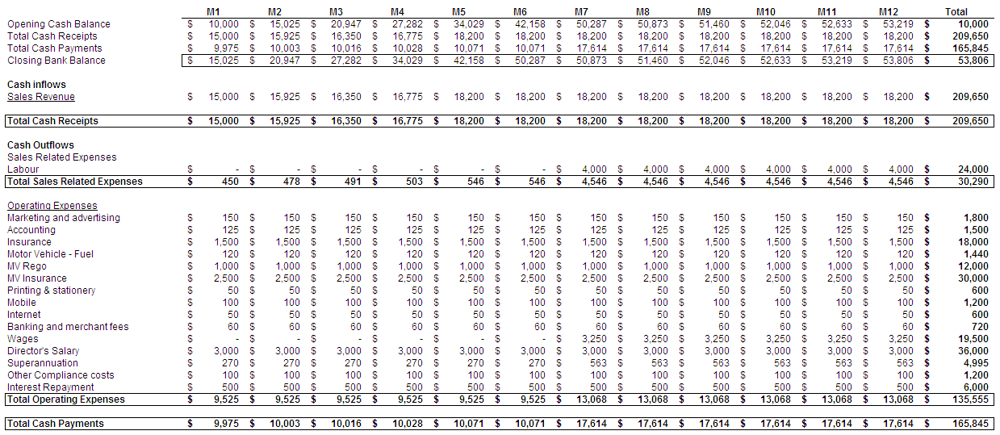 M1 M2 M3 M4 M5 M6 M7 M8 M9 M10 M11 M12 Total
Opening Cash Balance $ 10,000 $ 15,025 $ 20,947 $ 27,282 $ 34,029 $ 42,158 $ 50,287 $ 50,873 $ 51,460 $ 52,046 $ 52,633 $ 53,219 $ 10,000
Total Cash Receipts $ 15,000 $ 15,925 $ 16,350 $ 16,775 $ 18,200 $ 18,200 $ 18,200 $ 18,200 $ 18,200 $ 18,200 $ 18,200 $ 18,200 $ 209,650
Total Cash Payments $ 9,975 $ 10,003 $ 10,016 $ 10,028 $ 10,071 $ 10,071 $ 17,614 $ 17,614 $ 17,614 $ 17,614 $ 17,614 $ 17,614 $ 165,845
Closing Bank Balance $ 15,025 $ 20,947 $ 27,282 $ 34,029 $ 42,158 $ 50,287 $ 50,873 $ 51,460 $ 52,046 $ 52,633 $ 53,219 $ 53,806 $ 53,806
Cash inflows
Sales Revenue $ 15,000 $ 15,925 $ 16,350 $ 16,775 $ 18,200 $ 18,200 $ 18,200 $ 18,200 $ 18,200 $ 18,200 $ 18,200 $ 18,200 $ 209,650
Total Cash Receipts $ 15,000 $ 15,925 $ 16,350 $ 16,775 $ 18,200 $ 18,200 $ 18,200 $ 18,200 $ 18,200 $ 18,200 $ 18,200 $ 18,200 $ 209,650
Cash Outflows
Sales Related Expenses
Labour $ - $ - $ - $ - $ - $ - $ 4,000 $ 4,000 $ 4,000 $ 4,000 $ 4,000 $ 4,000 $ 24,000
Total Sales Related Expenses $ 450 $ 478 $ 491 $ 503 $ 546 $ 546 $ 4,546 $ 4,546 $ 4,546 $ 4,546 $ 4,546 $ 4,546 $ 30,290
Operating Expenses
Marketing and advertising $ 150 $ 150 $ 150 $ 150 $ 150 $ 150 $ 150 $ 150 $ 150 $ 150 $ 150 $ 150 $ 1,800
Accounting $ 125 $ 125 $ 125 $ 125 $ 125 $ 125 $ 125 $ 125 $ 125 $ 125 $ 125 $ 125 $ 1,500
Insurance $ 1,500 $ 1,500 $ 1,500 $ 1,500 $ 1,500 $ 1,500 $ 1,500 $ 1,500 $ 1,500 $ 1,500 $ 1,500 $ 1,500 $ 18,000
Motor Vehicle - Fuel $ 120 $ 120 $ 120 $ 120 $ 120 $ 120 $ 120 $ 120 $ 120 $ 120 $ 120 $ 120 $ 1,440
MV Rego $ 1,000 $ 1,000 $ 1,000 $ 1,000 $ 1,000 $ 1,000 $ 1,000 $ 1,000 $ 1,000 $ 1,000 $ 1,000 $ 1,000 $ 12,000
MV Insurance $ 2,500 $ 2,500 $ 2,500 $ 2,500 $ 2,500 $ 2,500 $ 2,500 $ 2,500 $ 2,500 $ 2,500 $ 2,500 $ 2,500 $ 30,000
Printing & stationery $ 50 $ 50 $ 50 $ 50 $ 50 $ 50 $ 50 $ 50 $ 50 $ 50 $ 50 $ 50 $ 600
Mobile $ 100 $ 100 $ 100 $ 100 $ 100 $ 100 $ 100 $ 100 $ 100 $ 100 $ 100 $ 100 $ 1,200
Internet $ 50 $ 50 $ 50 $ 50 $ 50 $ 50 $ 50 $ 50 $ 50 $ 50 $ 50 $ 50 $ 600
Banking and merchant fees $ 60 $ 60 $ 60 $ 60 $ 60 $ 60 $ 60 $ 60 $ 60 $ 60 $ 60 $ 60 $ 720
Wages $ - $ - $ - $ - $ - $ - $ 3,250 $ 3,250 $ 3,250 $ 3,250 $ 3,250 $ 3,250 $ 19,500
Director's Salary $ 3,000 $ 3,000 $ 3,000 $ 3,000 $ 3,000 $ 3,000 $ 3,000 $ 3,000 $ 3,000 $ 3,000 $ 3,000 $ 3,000 $ 36,000
Superannuation $ 270 $ 270 $ 270 $ 270 $ 270 $ 270 $ 563 $ 563 $ 563 $ 563 $ 563 $ 563 $ 4,995
Other Compliance costs $ 100 $ 100 $ 100 $ 100 $ 100 $ 100 $ 100 $ 100 $ 100 $ 100 $ 100 $ 100 $ 1,200
Interest Repayment $ 500 $ 500 $ 500 $ 500 $ 500 $ 500 $ 500 $ 500 $ 500 $ 500 $ 500 $ 500 $ 6,000
Total Operating Expenses $ 9,525 $ 9,525 $ 9,525 $ 9,525 $ 9,525 $ 9,525 $ 13,068 $ 13,068 $ 13,068 $ 13,068 $ 13,068 $ 13,068 $ 135,555
Total Cash Payments $ 9,975 $ 10,003 $ 10,016 $ 10,028 $ 10,071 $ 10,071 $ 17,614 $ 17,614 $ 17,614 $ 17,614 $ 17,614 $ 17,614 $ 165,845